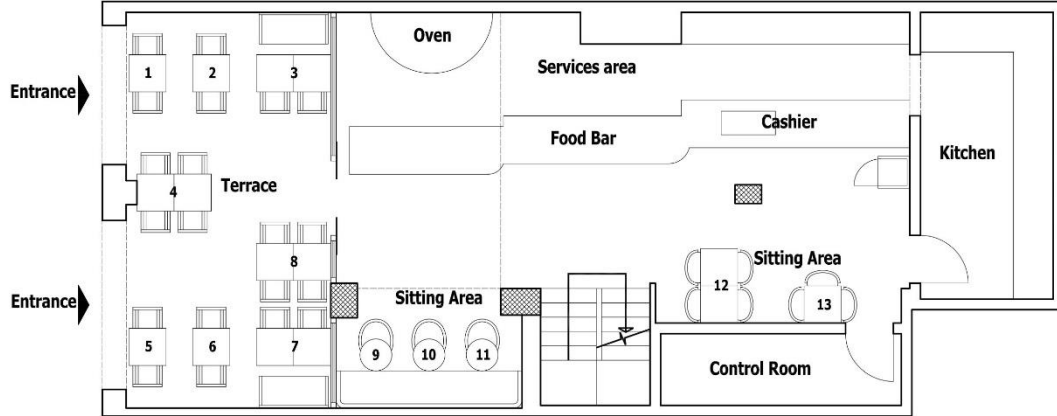 Oven
Services area
1
2
3
Entrance
Cashier
Food Bar
Kitchen
4
Terrace
8
Sitting Area
12
Entrance
Sitting Area
13
5
6
7
9
10
11
Control Room